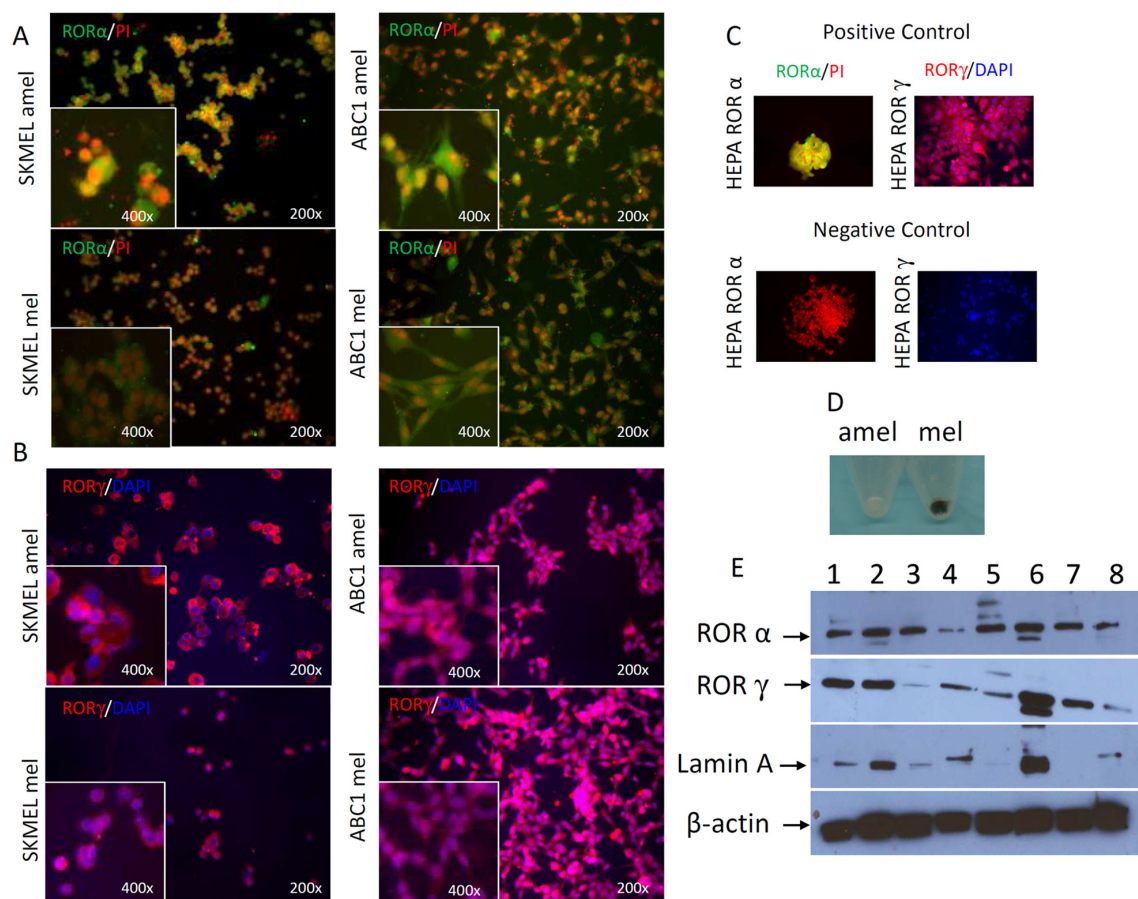 A
SKMEL amel
RORα/PI
400x
200x
ABC1 amel
RORα/PI
400x
200x
SKMEL mel
RORα/PI
400x
200x
ABC1 mel
RORα/PI
400x
200x
B
SKMEL amel
RORγ/DAPI
400x
200x
ABC1 amel
RORγ/DAPI
400x
200x
SKMEL mel
RORγ/DAPI
400x
200x
ABC1 mel
RORγ/DAPI
400x
200x
C
Positive Control
HEPA ROR α
RORα/PI
HEPA ROR γ
RORγ/DAPI
Negative Control
HEPA ROR α
HEPA ROR γ
D
amel mel
E
1 2 3 4 5 6 7 8
ROR α
ROR γ
Lamin A
β-actin